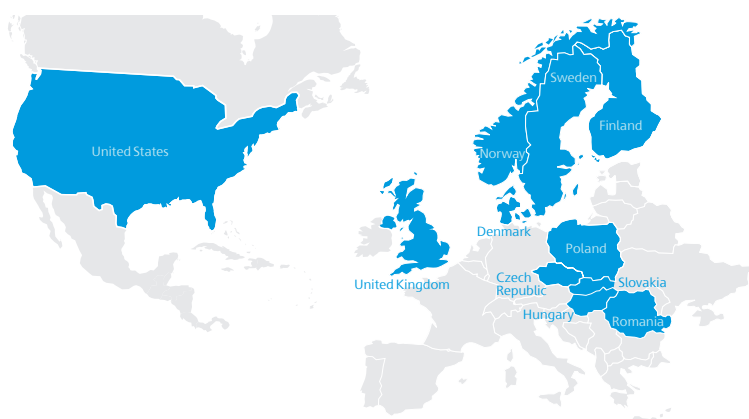 Sweden
Finland
United States
Norway
Denmark
Poland
Czech
Republic
United Kingdom
Slovakia
Hungary
Romania